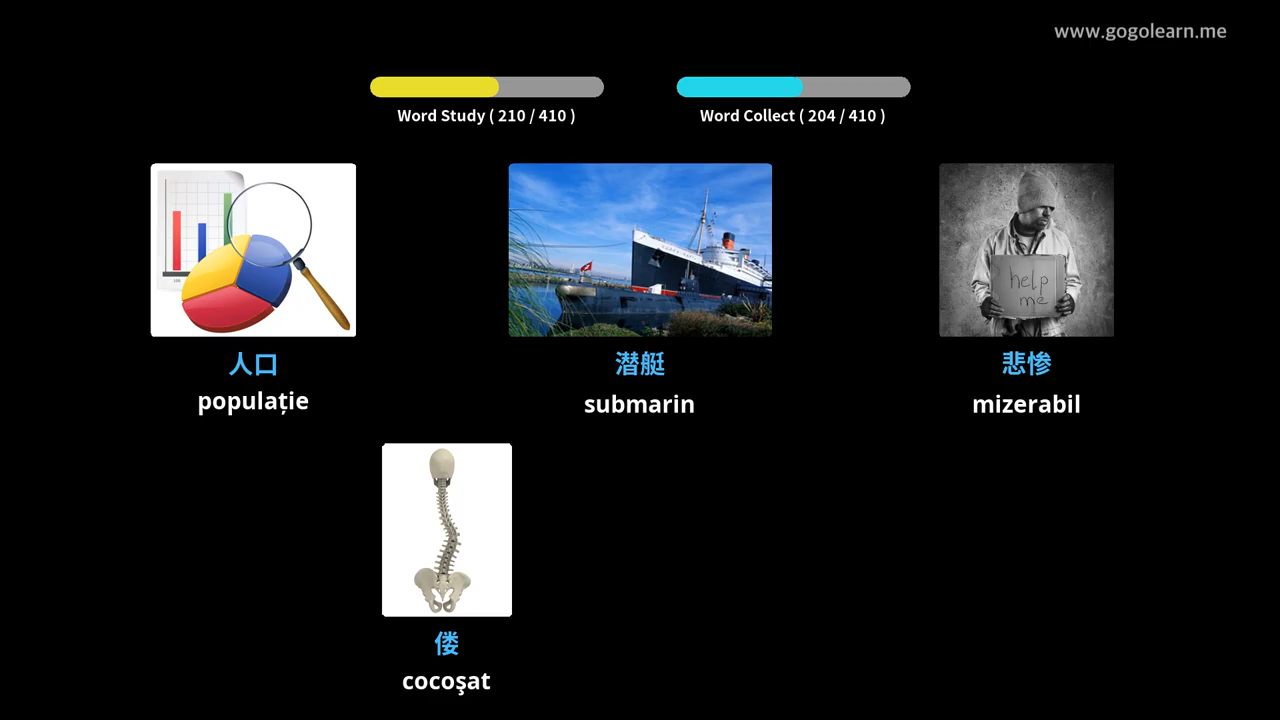 www.gogolearn.me
Word Study ( 210 / 410 )
Word Collect ( 204 / 410 )
help
me
人口
populație
潜艇
submarin
悲惨
mizerabil
偻
cocoşat